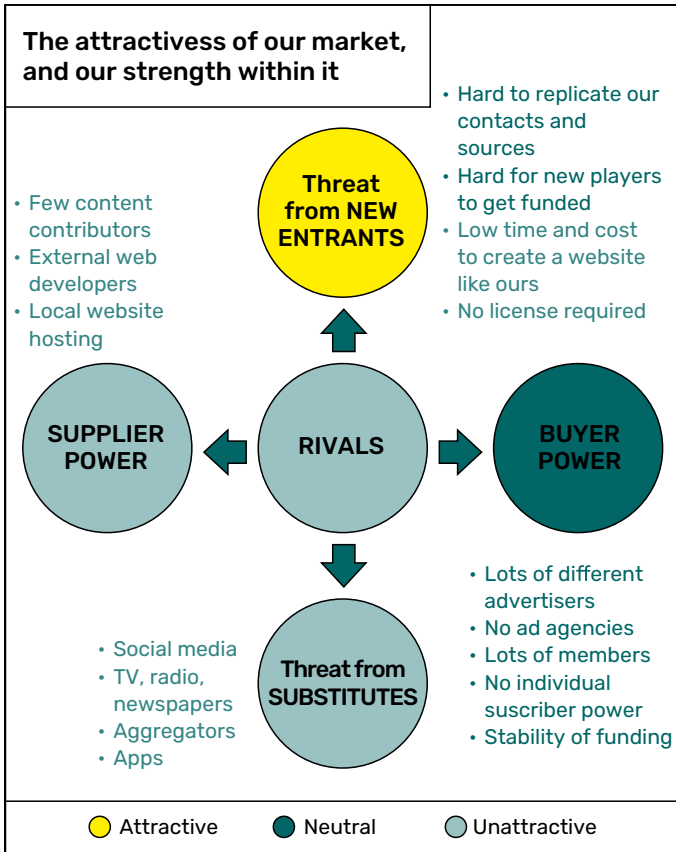 The attractivess of our market,
and our strength within it
• Hard to replicate our
contacts and
sources
• Hard for new players
to get funded
• Low time and cost
to create a website
like ours
• No license required
Threat
from NEW
ENTRANTS
• Few content
contributors
• External web
developers
• Local website
hosting
SUPPLIER
POWER
RIVALS
BUYER
POWER
• Social media
• TV, radio,
newspapers
• Aggregators
• Apps
Threat from
SUBSTITUTES
• Lots of different
advertisers
• No ad agencies
• Lots of members
• No individual
suscriber power
• Stability of funding
Attractive
Neutral
Unattractive